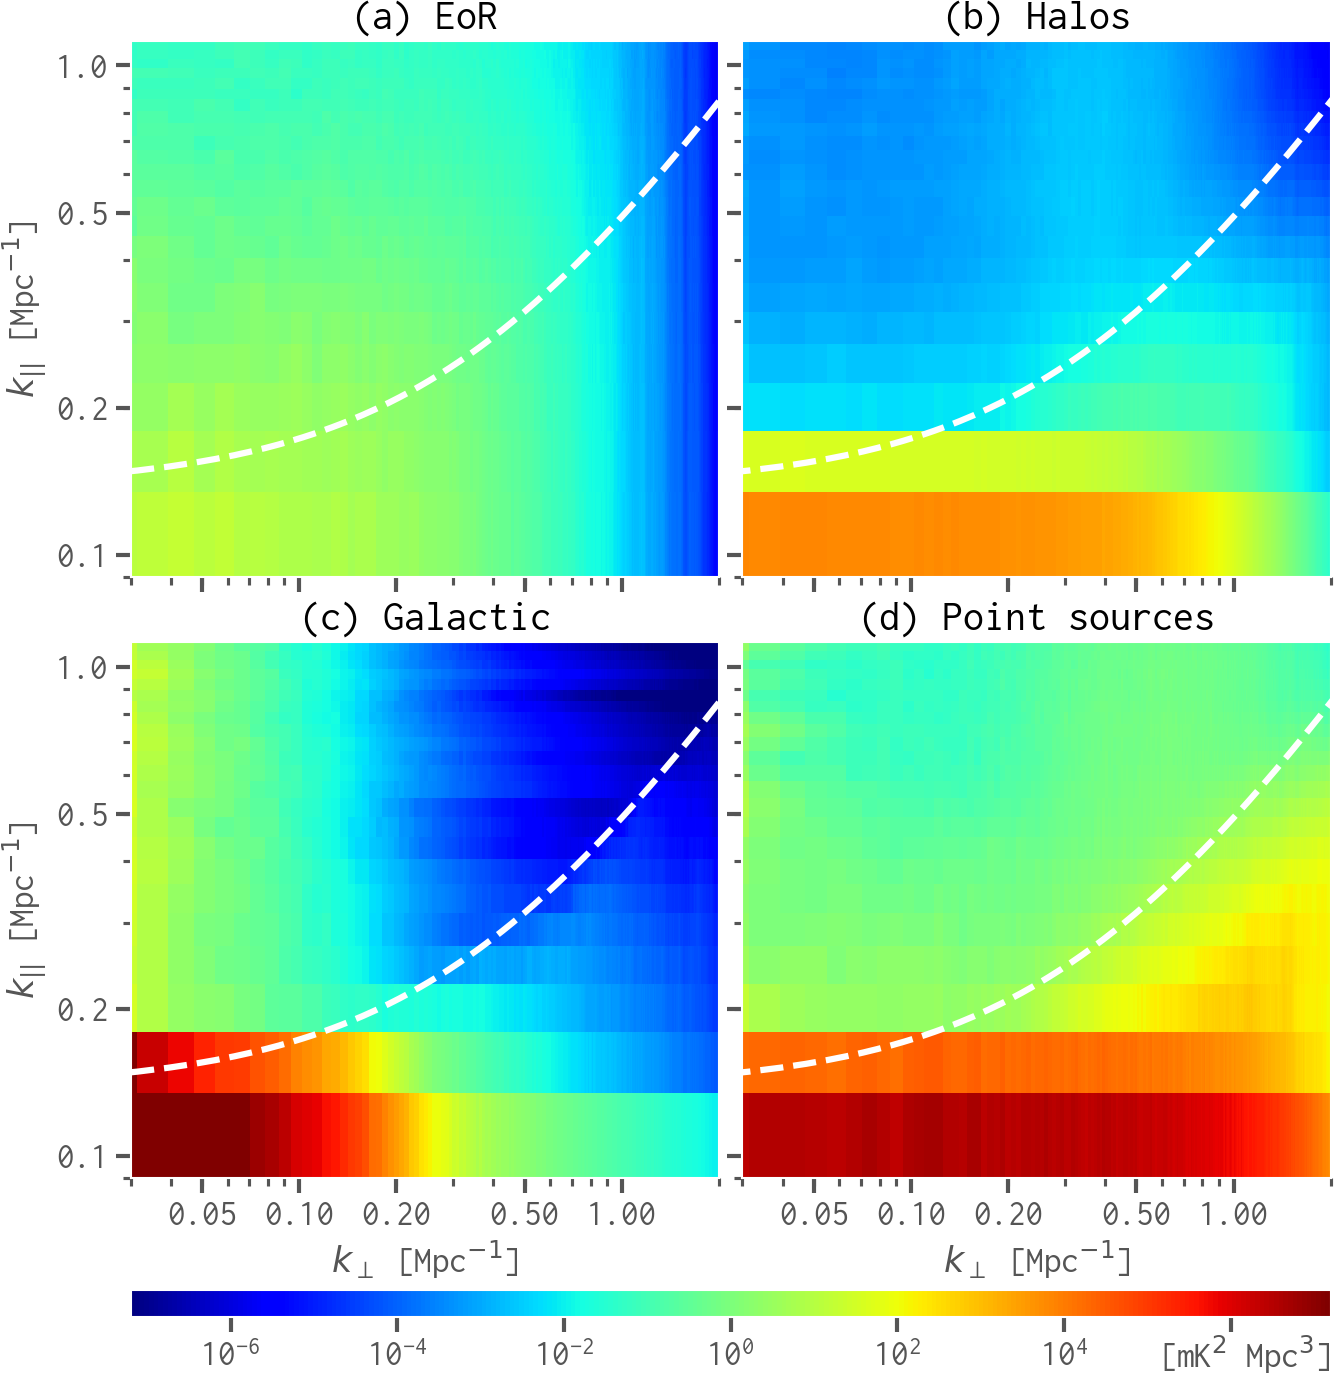 (a) EoR
(b) Halos
1.0
0.5
0.2
0.1
k|| [Mpc⁻¹]
(c) Galactic
(d) Point sources
1.0
0.5
0.2
0.1
k|| [Mpc⁻¹]
0.05 0.10 0.20 0.50 1.00
0.05 0.10 0.20 0.50 1.00
k⊥ [Mpc⁻¹]
k⊥ [Mpc⁻¹]
10⁻⁶ 10⁻⁴ 10⁻² 10⁰ 10² 10⁴ [mK² Mpc³]